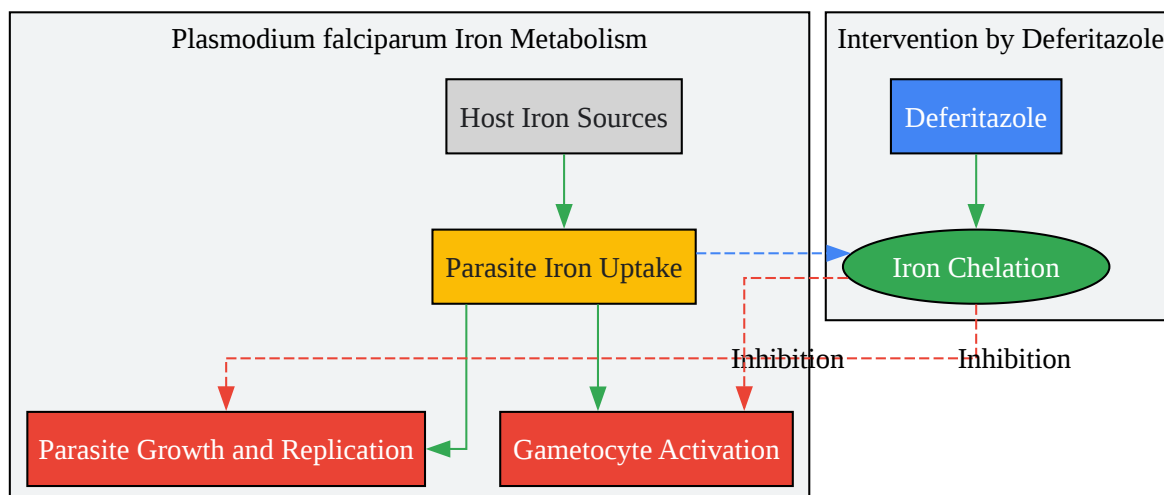 Plasmodium falciparum Iron Metabolism
Intervention by Deferitazole
Host Iron Sources
Deferitazole
Parasite Iron Uptake
Iron Chelation
Inhibition
Inhibition
Parasite Growth and Replication
Gametocyte Activation